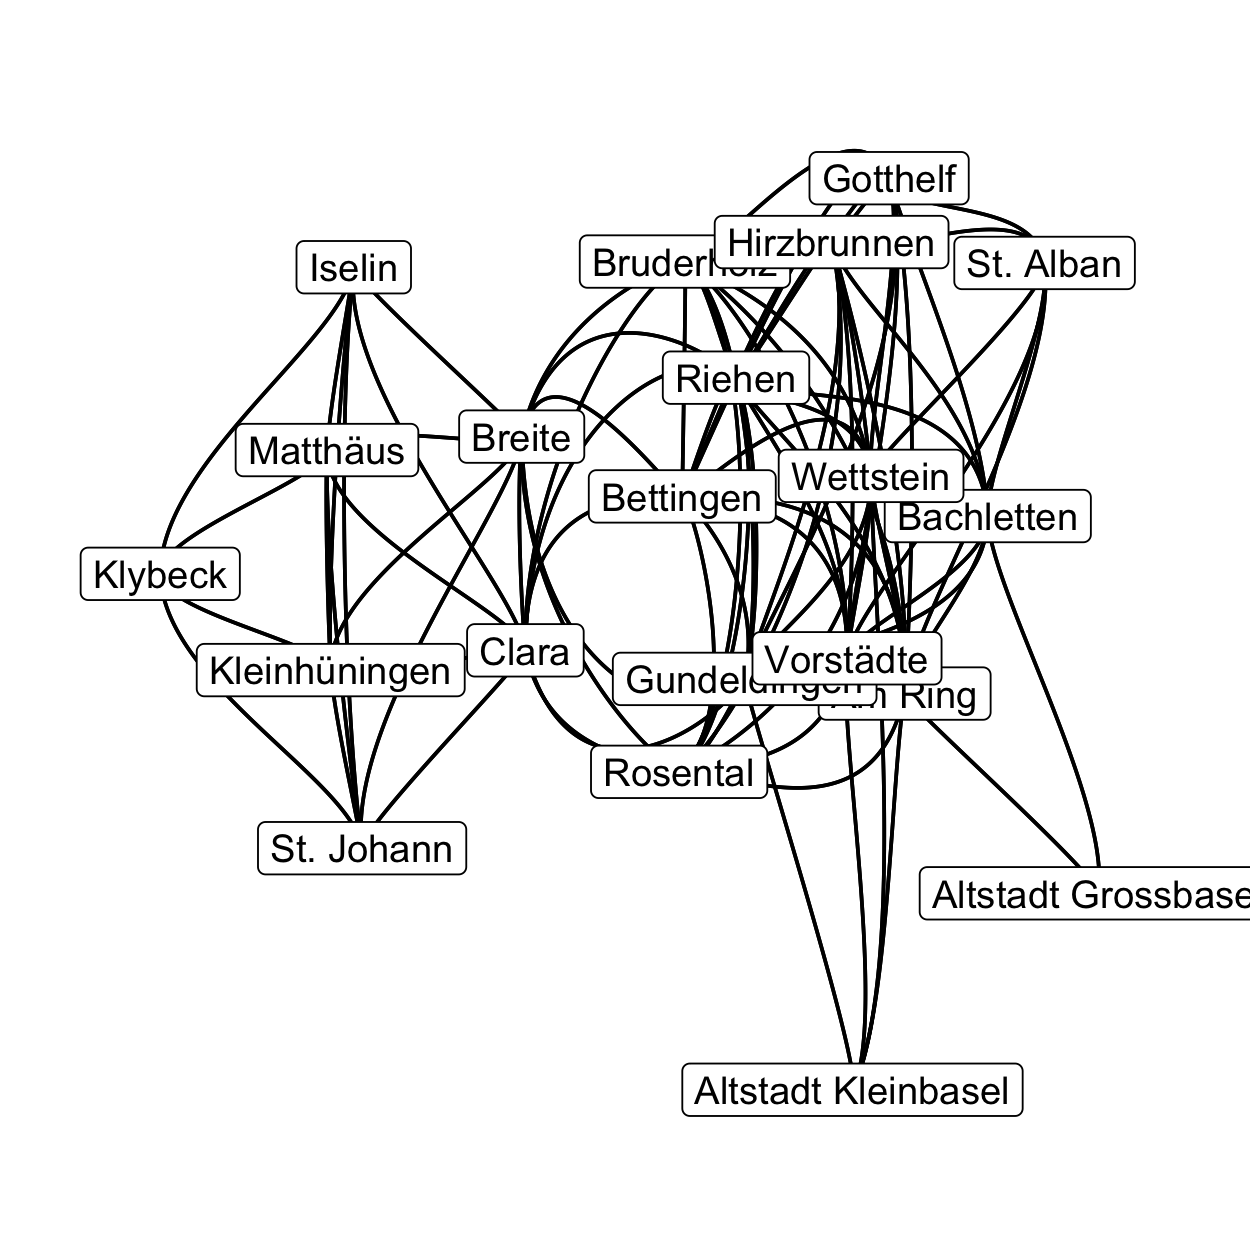 Gotthelf
Hirzbrunnen
St. Alban
Bruderholz
Iselin
Riehen
Breite
Matthäus
Wettstein
Bettingen
Bachletten
Klybeck
Clara
Vorstädte
Kleinhüningen
Gundeldingen
Am Ring
Rosental
St. Johann
Altstadt Grossbase
Altstadt Kleinbasel